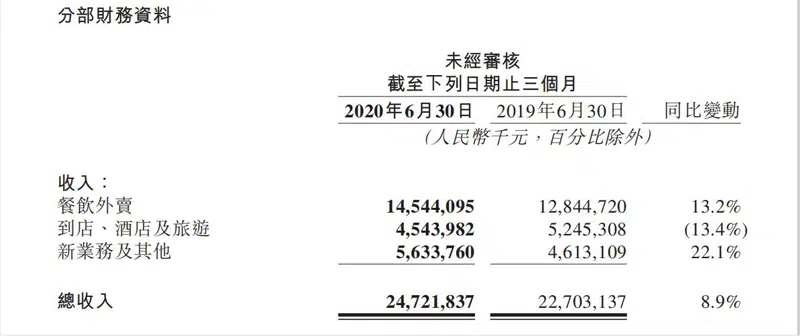 分部財務資料
未經審核
截至下列日期止三個月
2020年6月30日 2019年6月30日 同比變動
(人民幣千元，百分比除外)
收入：
餐飲外賣 14,544,095 12,844,720 13.2%
到店、酒店及旅遊 4,543,982 5,245,308 (13.4%)
新業務及其他 5,633,760 4,613,109 22.1%
總收入 24,721,837 22,703,137 8.9%